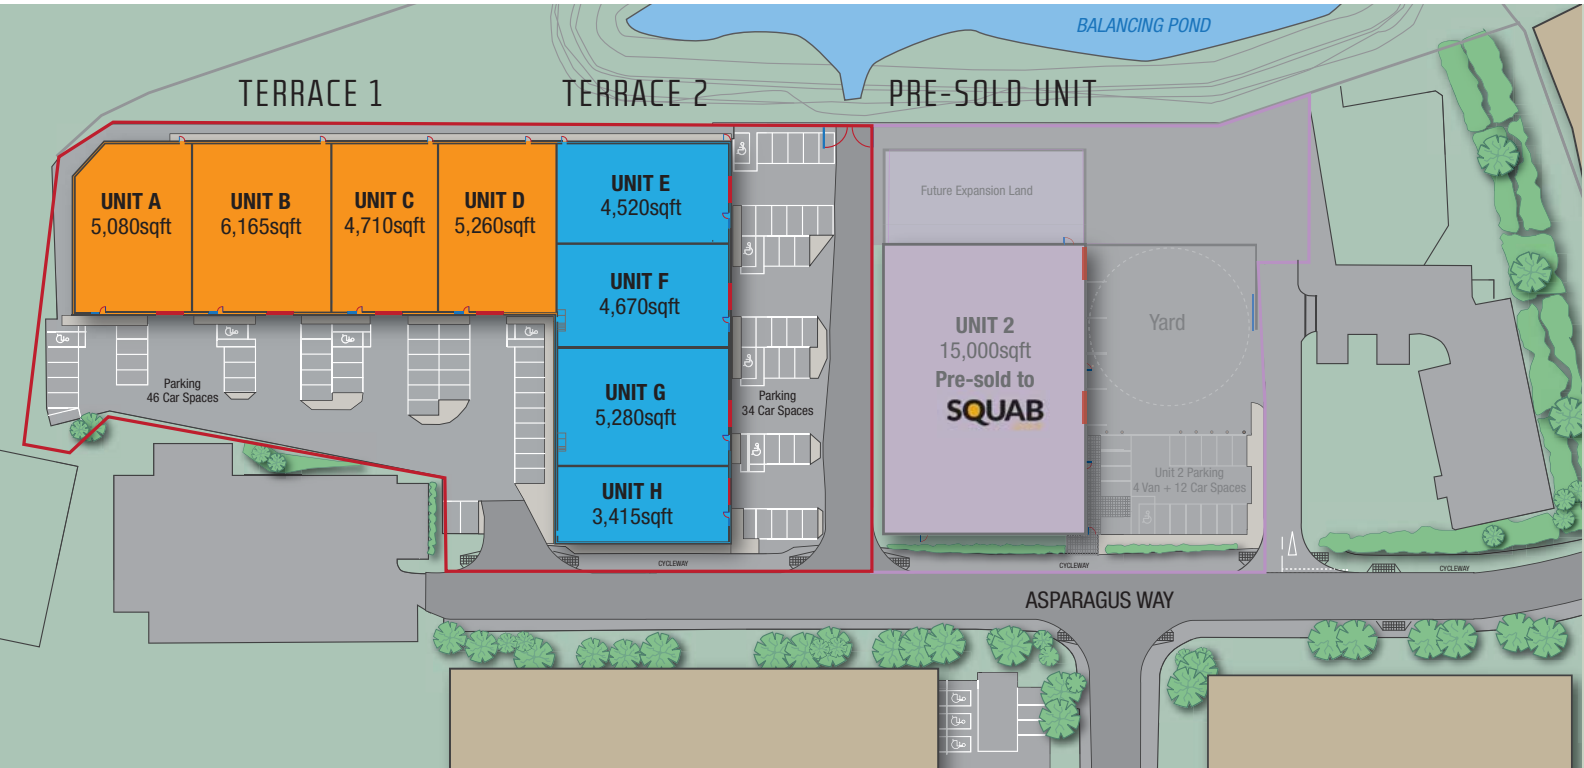 BALANCING POND
TERRACE 1
TERRACE 2
PRE-SOLD UNIT
UNIT A
5,080sqft
UNIT B
6,165sqft
UNIT C
4,710sqft
UNIT D
5,260sqft
UNIT E
4,520sqft
UNIT F
4,670sqft
UNIT G
5,280sqft
UNIT H
3,415sqft
Parking
46 Car Spaces
Parking
34 Car Spaces
Future Expansion Land
UNIT 2
15,000sqft
Pre-sold to
SQUAB
Yard
Unit 2 Parking
4 Van + 12 Car Spaces
CYCLEWAY
CYCLEWAY
CYCLEWAY
ASPARAGUS WAY